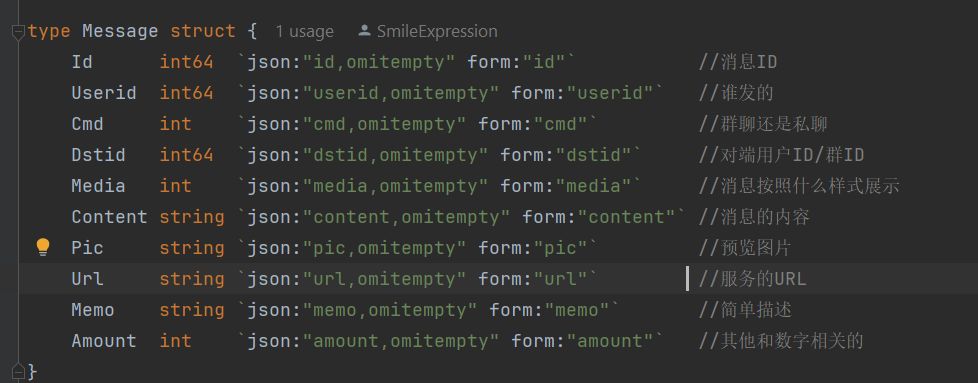 type Message struct { 1 usage SmileExpression
Id int64 `json:"id,omitempty" form:"id"` //消息ID
Userid int64 `json:"userid,omitempty" form:"userid"` //谁发的
Cmd int `json:"cmd,omitempty" form:"cmd"` //群聊还是私聊
Dstid int64 `json:"dstid,omitempty" form:"dstid"` //对端用户ID/群ID
Media int `json:"media,omitempty" form:"media"` //消息按照什么样式展示
Content string `json:"content,omitempty" form:"content"` //消息的内容
Pic string `json:"pic,omitempty" form:"pic"` //预览图片
Url string `json:"url,omitempty" form:"url"` //服务的URL
Memo string `json:"memo,omitempty" form:"memo"` //简单描述
Amount int `json:"amount,omitempty" form:"amount"` //其他和数字相关的
}